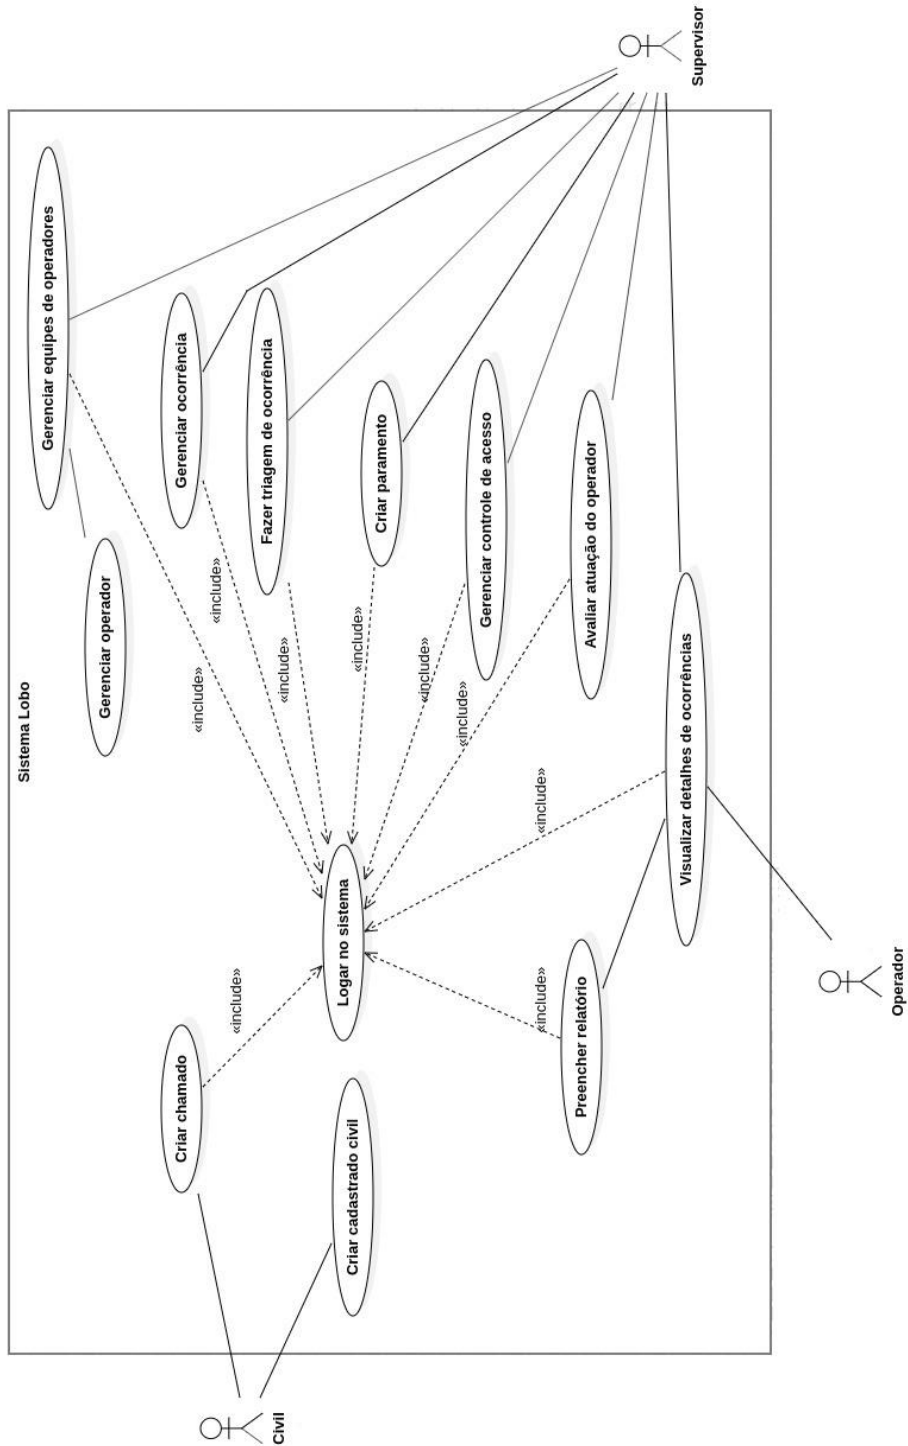 Sistema Lobo
Gerenciar equipes de operadores
Gerenciar operador
«include»
Gerenciar ocorrência
«include»
Criar chamado
«include»
Fazer triagem de ocorrência
«include»
Civil
Criar cadastrado civil
Logar no sistema
«include»
Criar paramento
«include»
Gerenciar controle de acesso
«include»
«include»
«include»
Preencher relatório
Avaliar atuação do operador
Visualizar detalhes de ocorrências
Supervisor
Operador